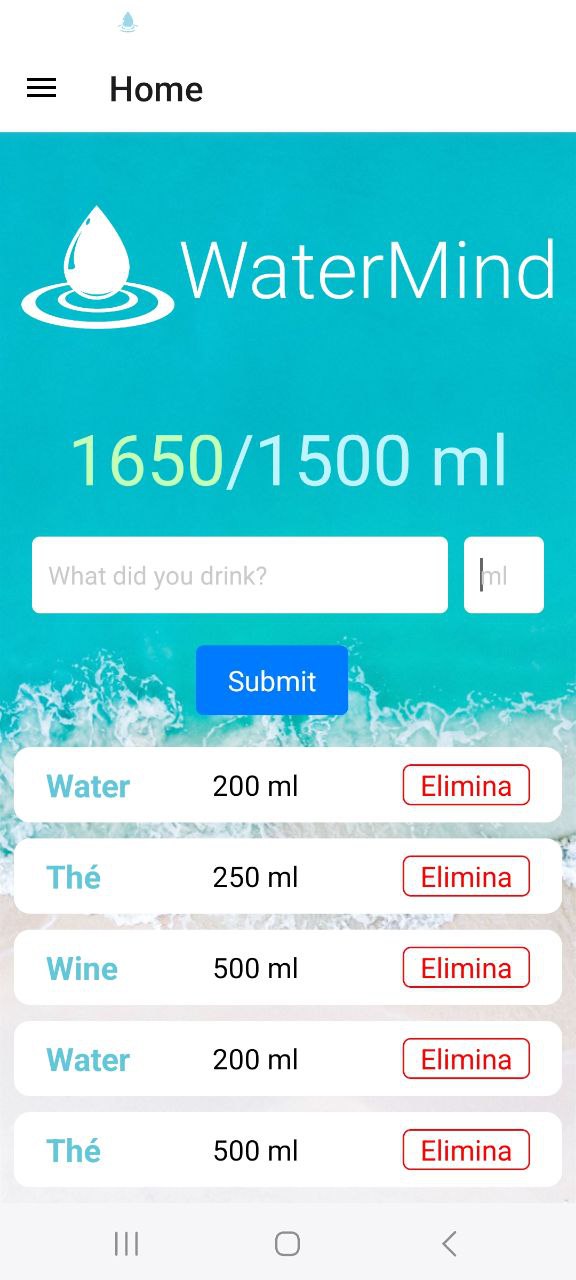 Home
WaterMind
1650/1500 ml
What did you drink? ml
Submit
Water 200 ml Elimina
Thé 250 ml Elimina
Wine 500 ml Elimina
Water 200 ml Elimina
Thé 500 ml Elimina